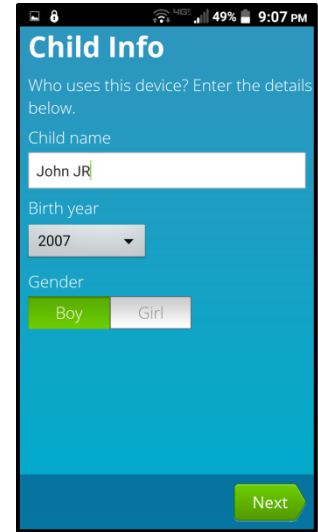 4G 49% 9:07 PM
Child Info
Who uses this device? Enter the details
below.
Child name
John JR
Birth year
2007
Gender
Boy Girl
Next